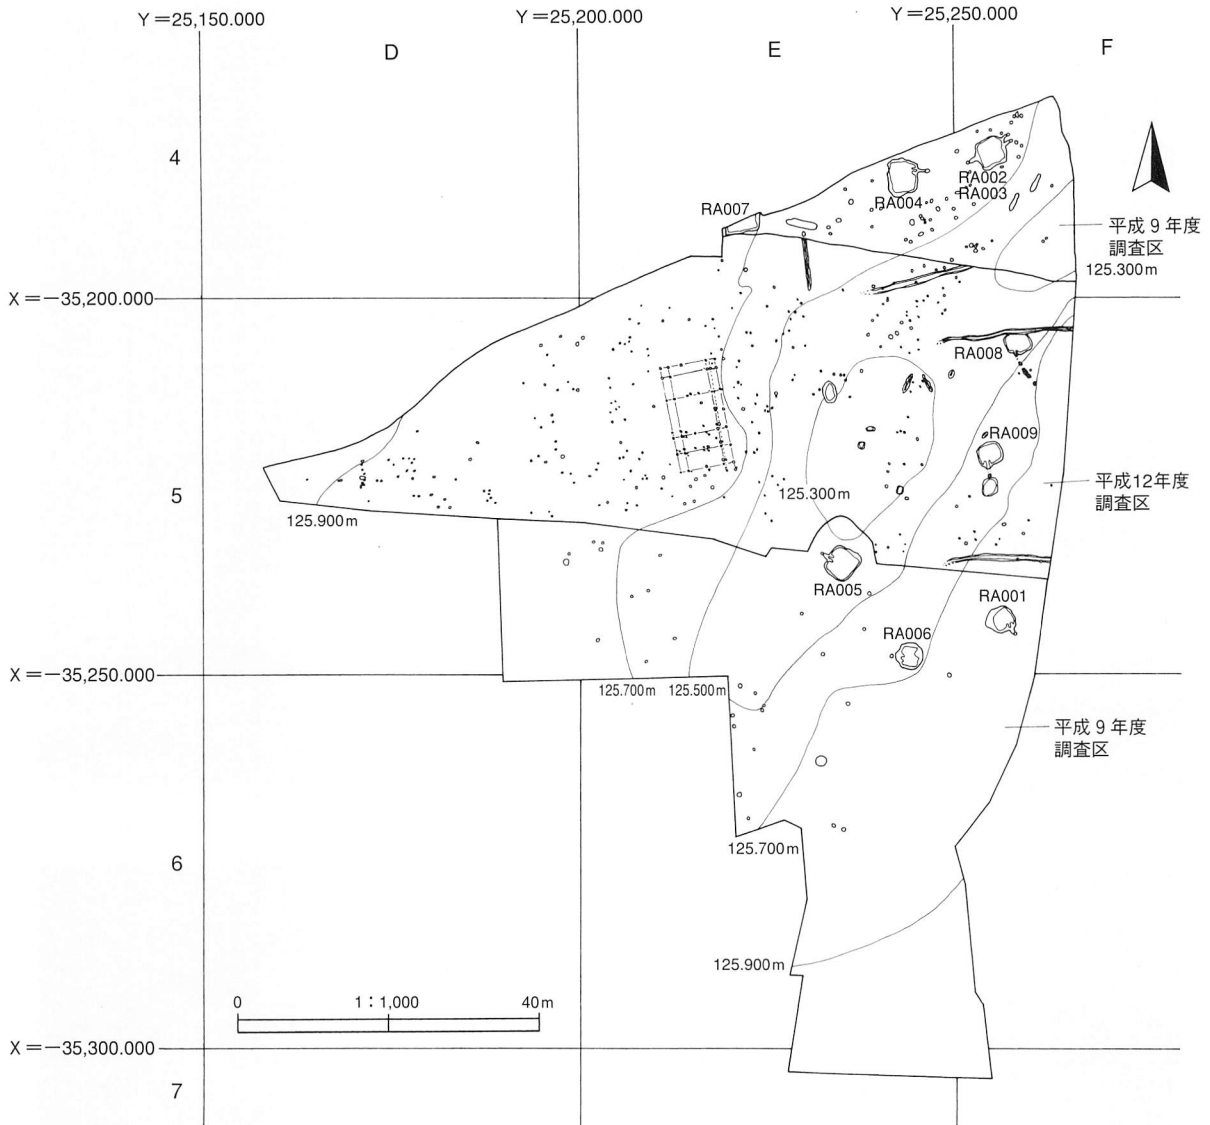 Y＝25,150.000
Y＝25,200.000
Y＝25,250.000
D
E
F
4
RA002
RA003
RA004
RA007
平成９年度
調査区
125.300m
X＝−35,200.000
RA008
RA009
125.300m
平成12年度
調査区
5
125.900m
RA005
RA001
RA006
X＝−35,250.000
125.700m
125.500m
平成９年度
調査区
125.700m
6
125.900m
0
1：1,000
40m
X＝−35,300.000
7